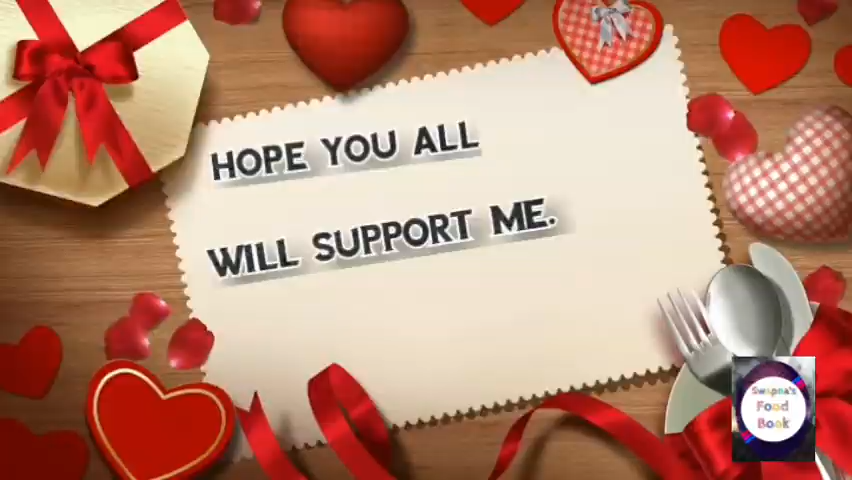 HOPE YOU ALL
WILL SUPPORT ME.
Swapna's
Food
Book